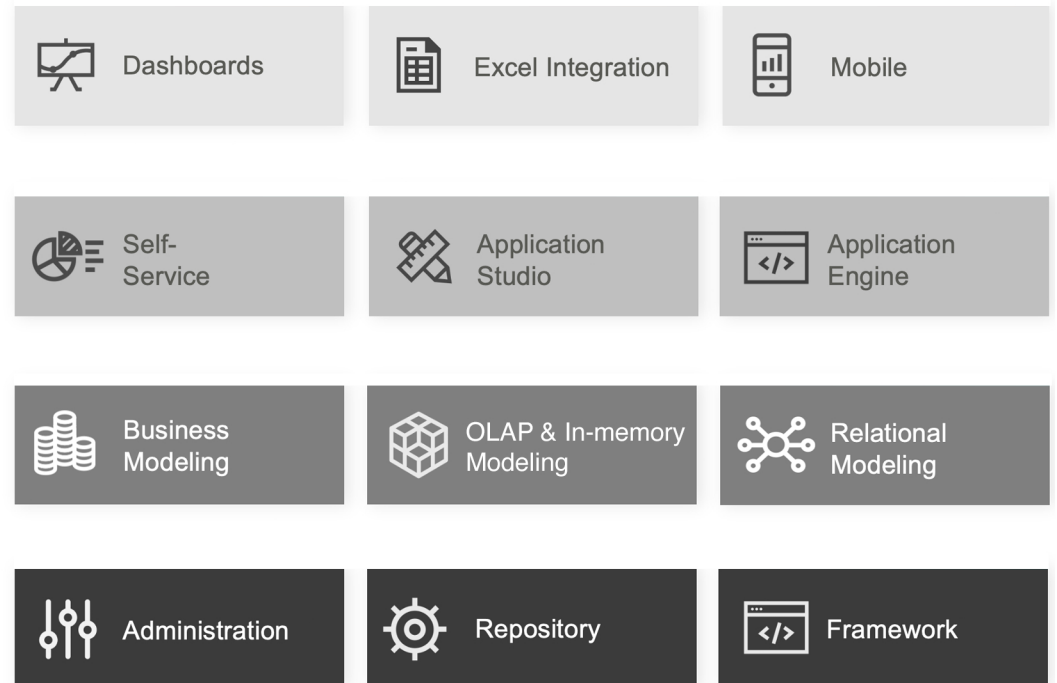 Dashboards
Excel Integration
Mobile
Self-
Service
Application
Studio
Application
Engine
Business
Modeling
OLAP & In-memory
Modeling
Relational
Modeling
Administration
Repository
Framework